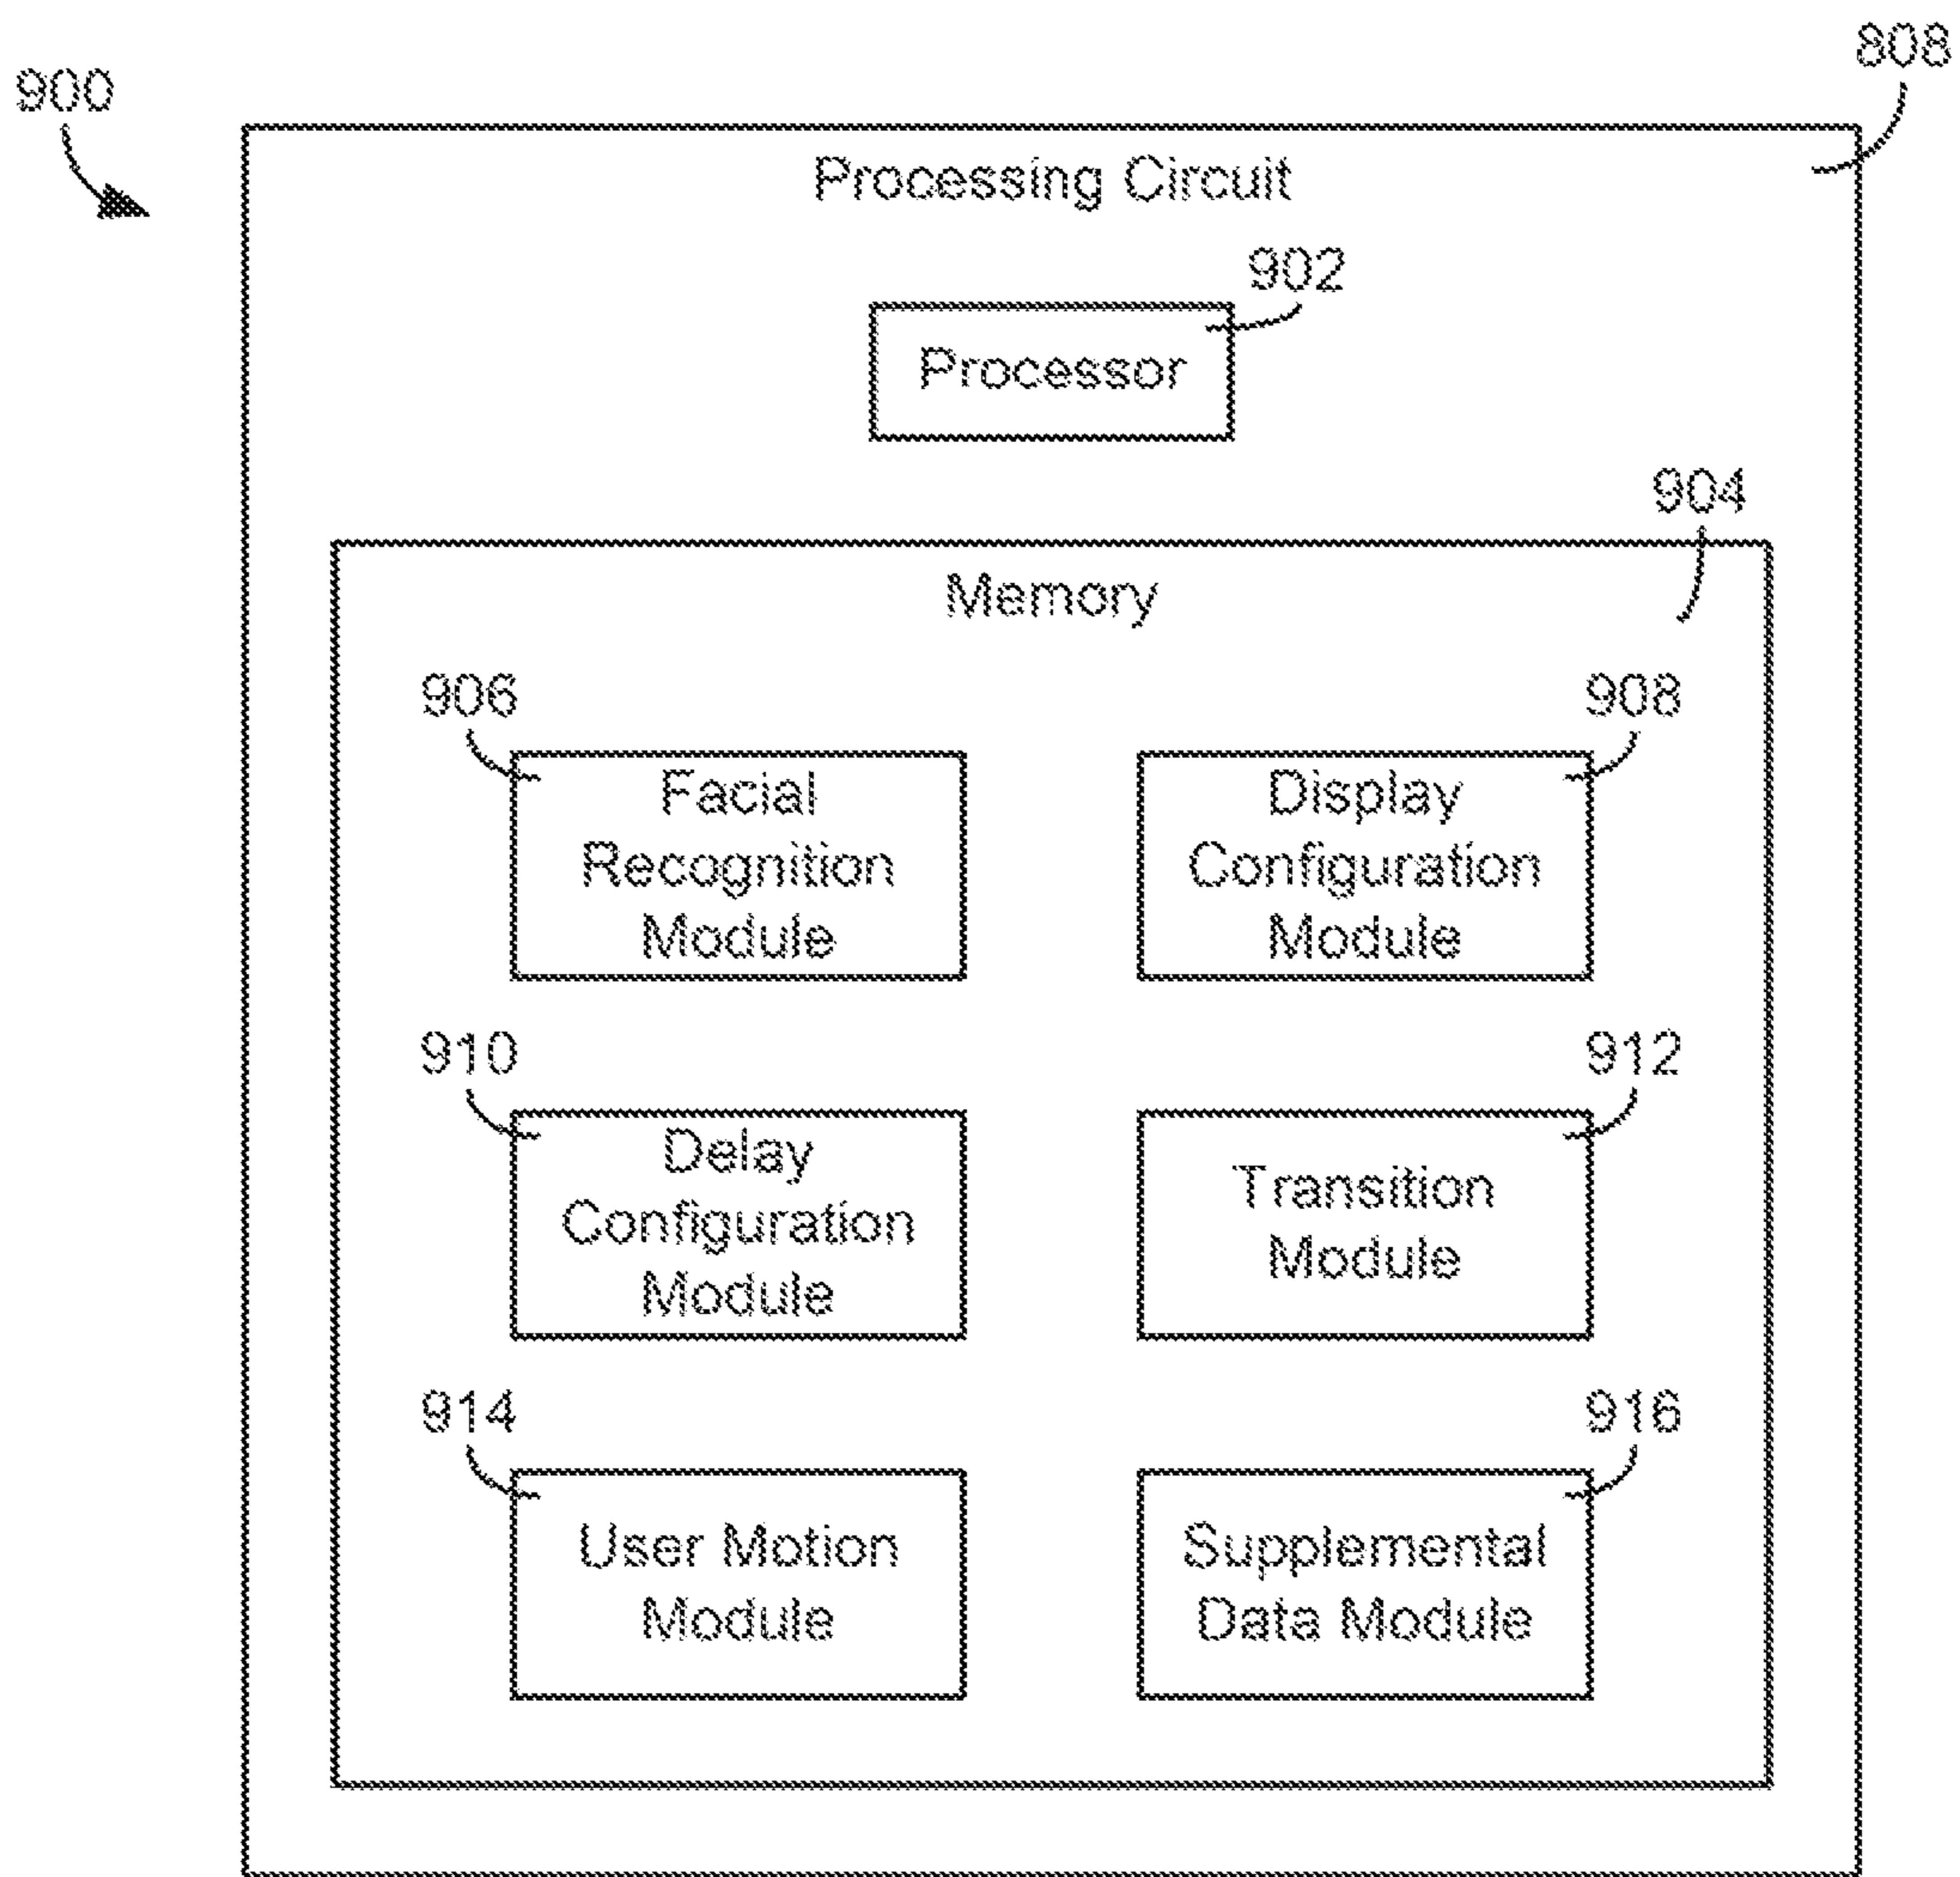 900
808
Processing Circuit
902
Processor
904
Memory
906
908
Facial
Recognition
Module
Display
Configuration
Module
910
912
Delay
Configuration
Module
Transition
Module
914
916
User Motion
Module
Supplemental
Data Module